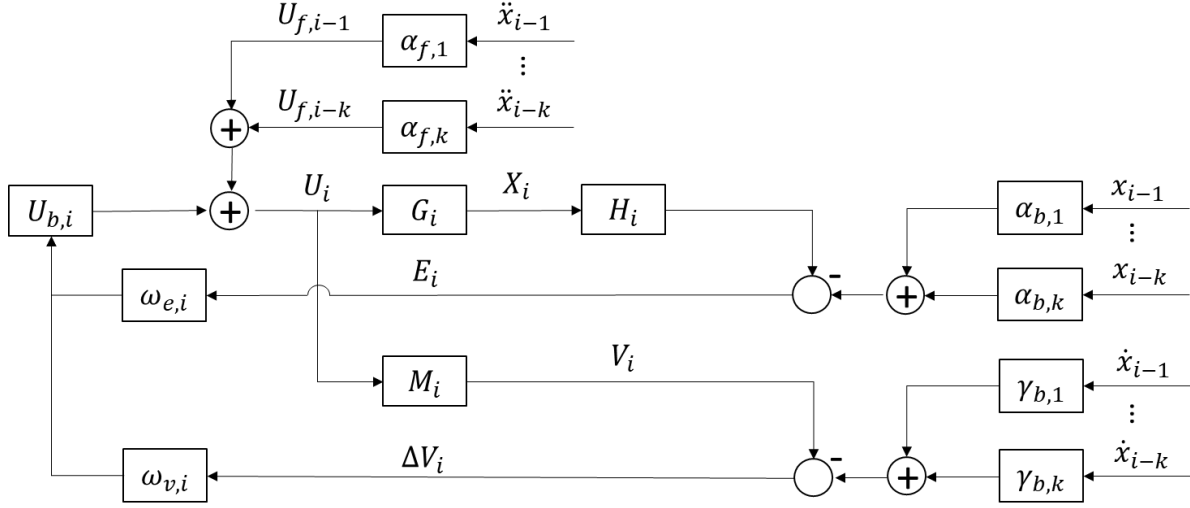 U_{f,i−1} α_{f,1} ẍ_{i−1}
⋮
U_{f,i−k} α_{f,k} ẍ_{i−k}
+
U_{b,i} + U_i G_i X_i H_i α_{b,1} x_{i−1}
⋮
-
ω_{e,i} E_i + α_{b,k} x_{i−k}
M_i V_i γ_{b,1} ẋ_{i−1}
⋮
-
ω_{v,i} ΔV_i + γ_{b,k} ẋ_{i−k}